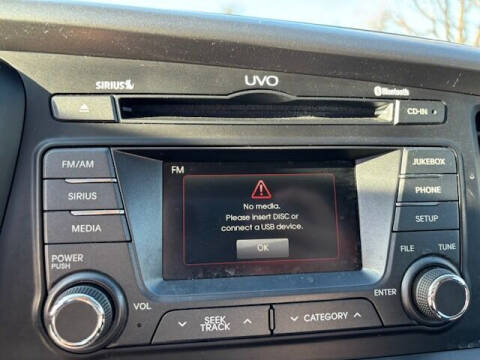 SIRIUS
UVO
Bluetooth
CD-IN
FM/AM
SIRIUS
MEDIA
FM
No media.
Please insert DISC or
connect a USB device.
OK
JUKEBOX
PHONE
SETUP
POWER
PUSH
VOL
SEEK
TRACK
CATEGORY
ENTER
FILE
TUNE